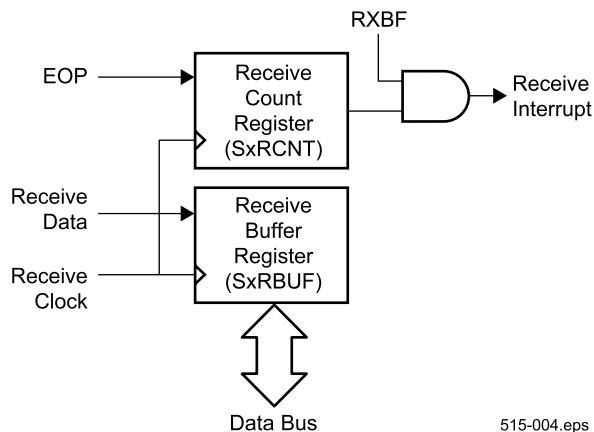 RXBF
EOP
Receive
Count
Register
(SxRCNT)
Receive
Interrupt
Receive
Data
Receive
Buffer
Register
(SxRBUF)
Receive
Clock
Data Bus
515-004.eps